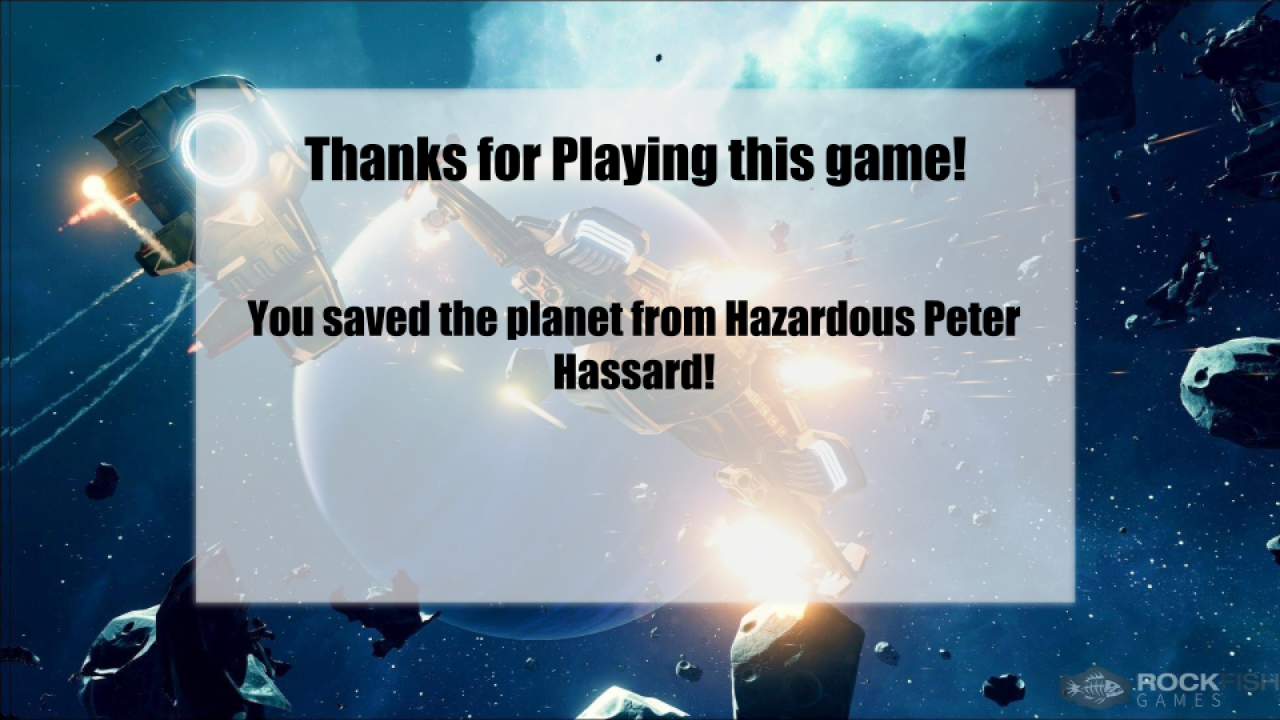 Thanks for Playing this game!
You saved the planet from Hazardous Peter
Hassard!
ROCKFISH
GAMES